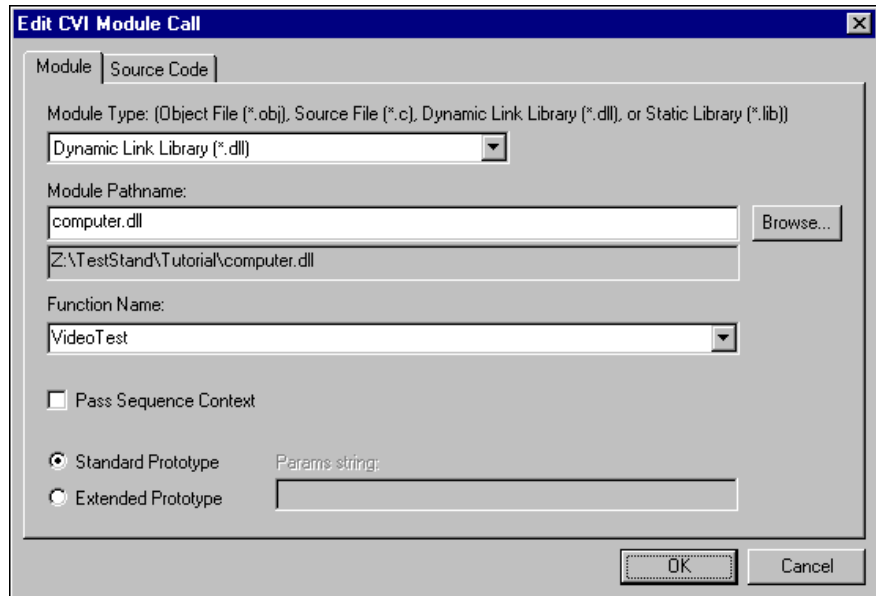 Edit CVI Module Call
Module
Source Code
Module Type: (Object File (*.obj), Source File (*.c), Dynamic Link Library (*.dll), or Static Library (*.lib))
Dynamic Link Library (*.dll)
Module Pathname:
computer.dll
Browse...
Z:\TestStand\Tutorial\computer.dll
Function Name:
VideoTest
Pass Sequence Context
Standard Prototype
Params string:
Extended Prototype
OK
Cancel